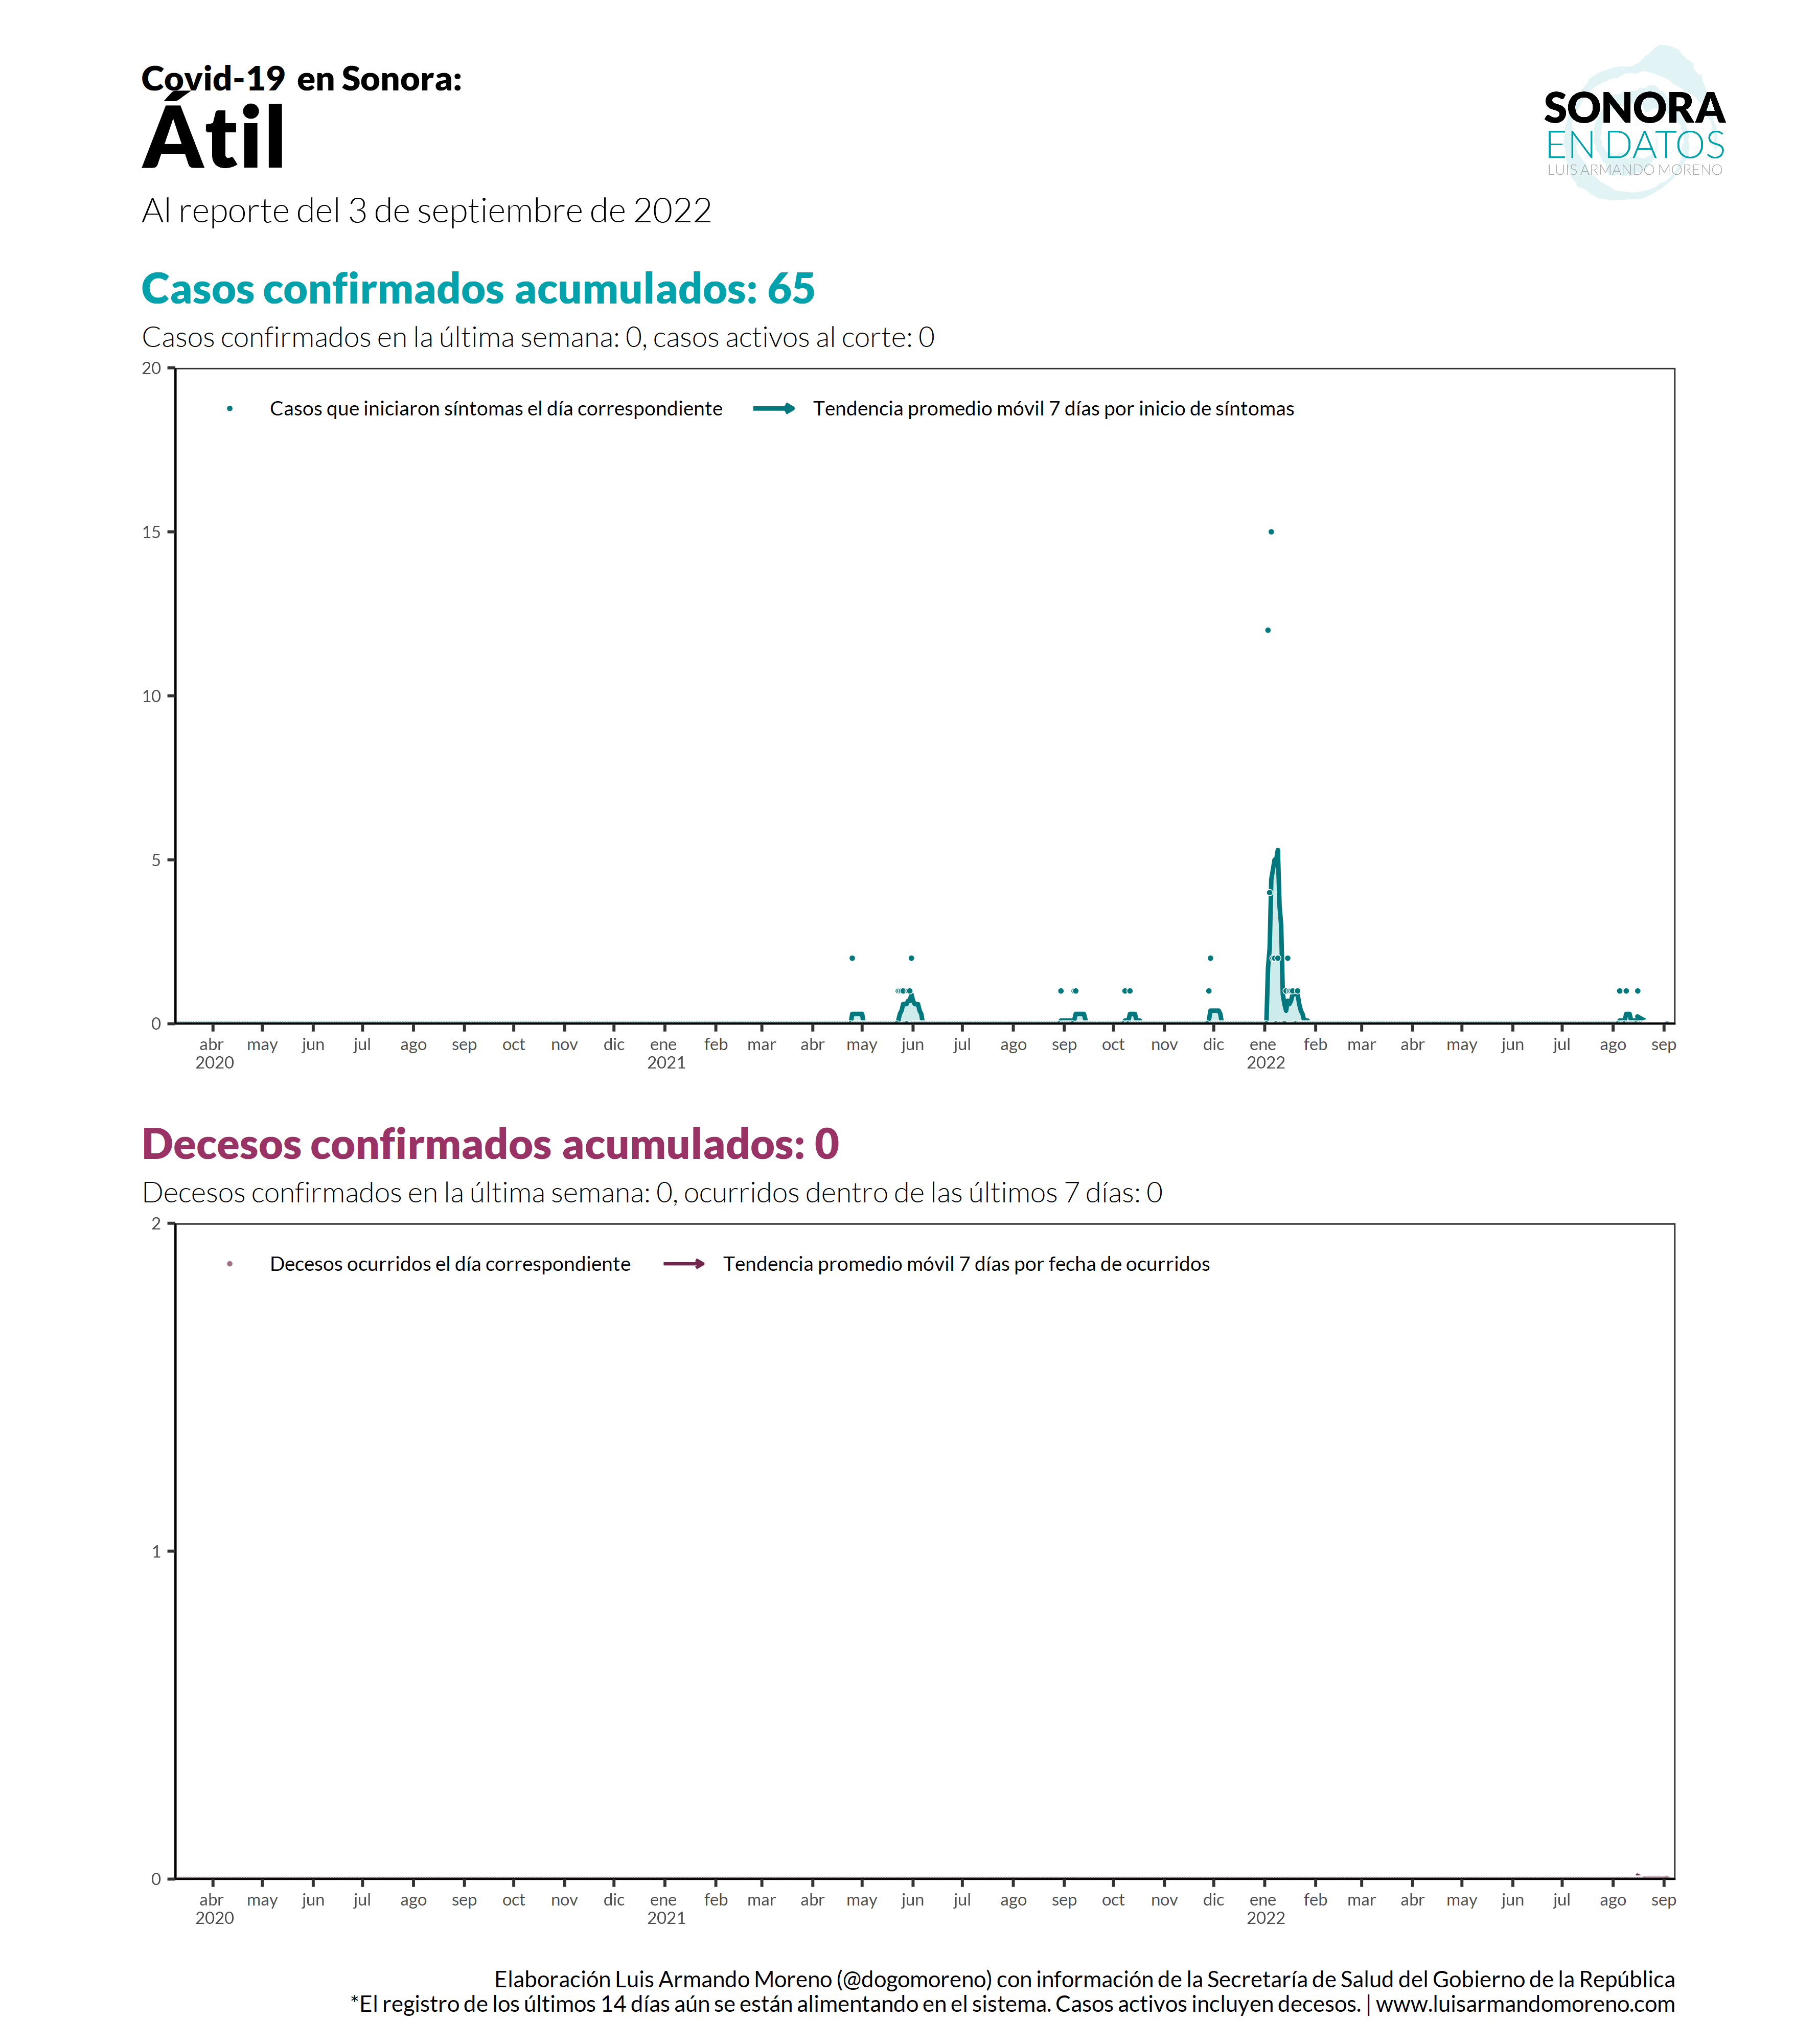 Covid-19 en Sonora:
Átil
Al reporte del 3 de septiembre de 2022
SONORA
EN DATOS
LUIS ARMANDO MORENO
Casos confirmados acumulados: 65
Casos confirmados en la última semana: 0, casos activos al corte: 0
Casos que iniciaron síntomas el día correspondiente Tendencia promedio móvil 7 días por inicio de síntomas
20
15
10
5
0
abr may jun jul ago sep oct nov dic ene feb mar abr may jun jul ago sep oct nov dic ene feb mar abr may jun jul ago sep
2020 2021 2022
Decesos confirmados acumulados: 0
Decesos confirmados en la última semana: 0, ocurridos dentro de las últimos 7 días: 0
Decesos ocurridos el día correspondiente Tendencia promedio móvil 7 días por fecha de ocurridos
2
1
0
abr may jun jul ago sep oct nov dic ene feb mar abr may jun jul ago sep oct nov dic ene feb mar abr may jun jul ago sep
2020 2021 2022
Elaboración Luis Armando Moreno (@dogomoreno) con información de la Secretaría de Salud del Gobierno de la República
*El registro de los últimos 14 días aún se están alimentando en el sistema. Casos activos incluyen decesos. | www.luisarmandomoreno.com